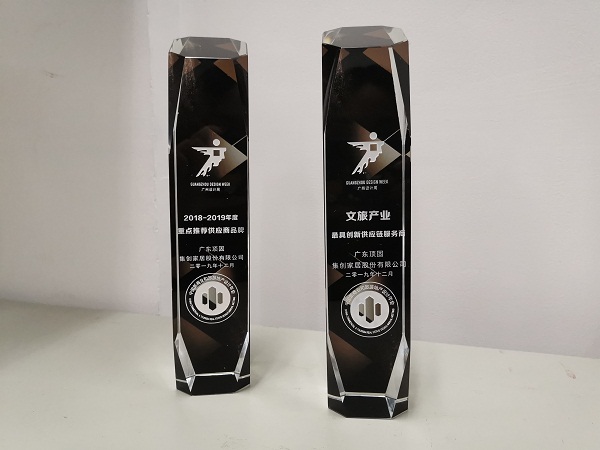 GUANGZHOU DESIGN WEEK
广州设计周
2018-2019年度
重点推荐供应商品牌
广东顶固
集创家居股份有限公司
二零一九年十二月
GUANGZHOU DESIGN WEEK
广州设计周
文旅产业
最具创新供应链服务商
广东顶固
集创家居股份有限公司
二零一九年十二月